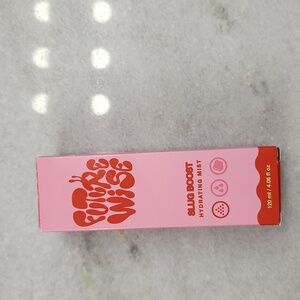 FUTURE
WISE
SLUG BOOST
HYDRATING MIST
120 ml / 4.06 fl oz